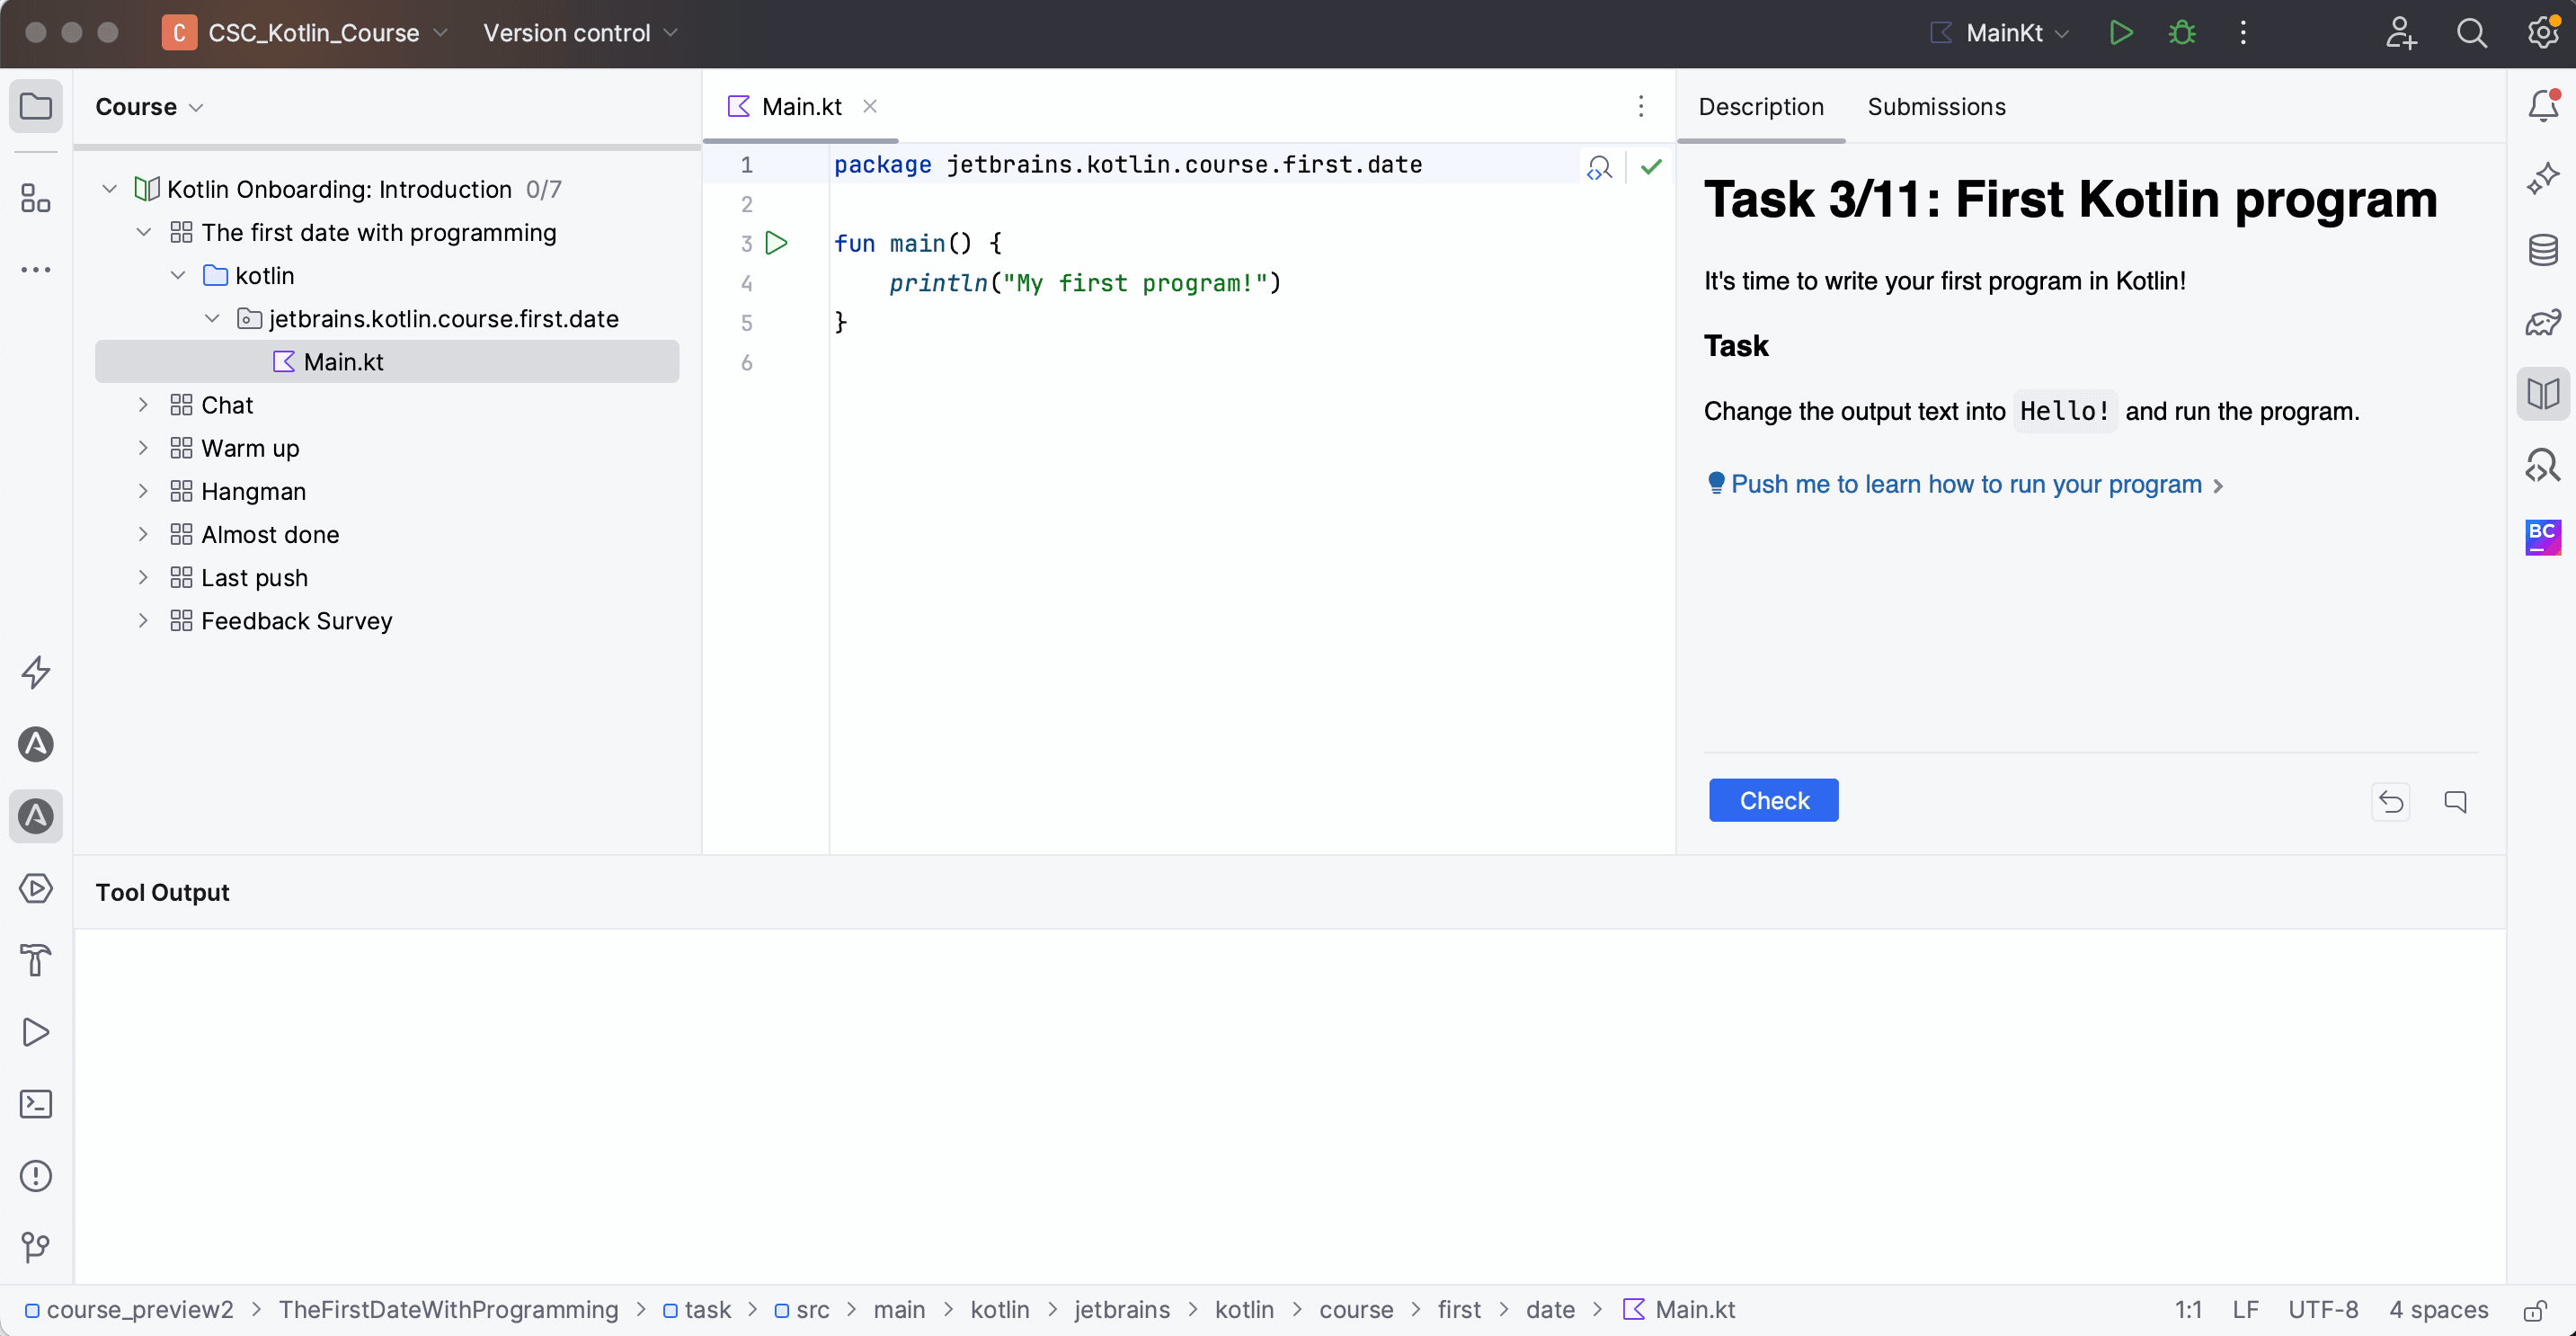 C CSC_Kotlin_Course Version control MainKt
Course
Kotlin Onboarding: Introduction 0/7
The first date with programming
kotlin
jetbrains.kotlin.course.first.date
Main.kt
Chat
Warm up
Hangman
Almost done
Last push
Feedback Survey
Main.kt
1 package jetbrains.kotlin.course.first.date
2
3 fun main() {
4 println("My first program!")
5 }
6
Description Submissions
Task 3/11: First Kotlin program
It's time to write your first program in Kotlin!
Task
Change the output text into Hello! and run the program.
Push me to learn how to run your program
Check
BC
Tool Output
course_preview2 > TheFirstDateWithProgramming > task > src > main > kotlin > jetbrains > kotlin > course > first > date > Main.kt 1:1 LF UTF-8 4 spaces